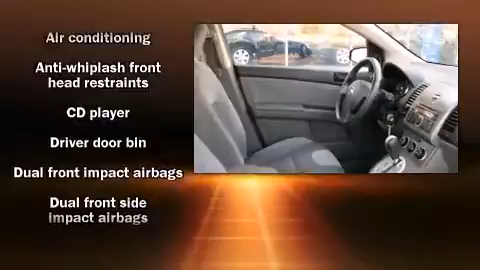 Air conditioning
Anti-whiplash front
head restraints
CD player
Driver door bin
Dual front impact airbags
Dual front side
impact airbags